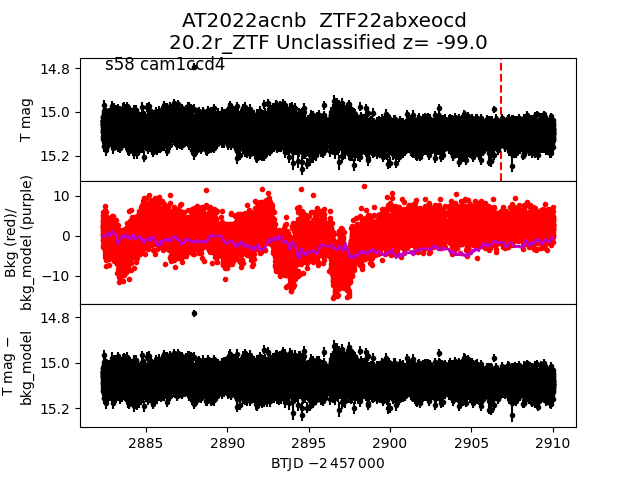 AT2022acnb  ZTF22abxeocd
20.2r_ZTF Unclassified z= -99.0
s58 cam1ccd4
14.8
15.0
15.2
T mag
10
0
−10
Bkg (red)/
bkg_model (purple)
14.8
15.0
15.2
T mag −
bkg_model
2885
2890
2895
2900
2905
2910
BTJD −2 457 000